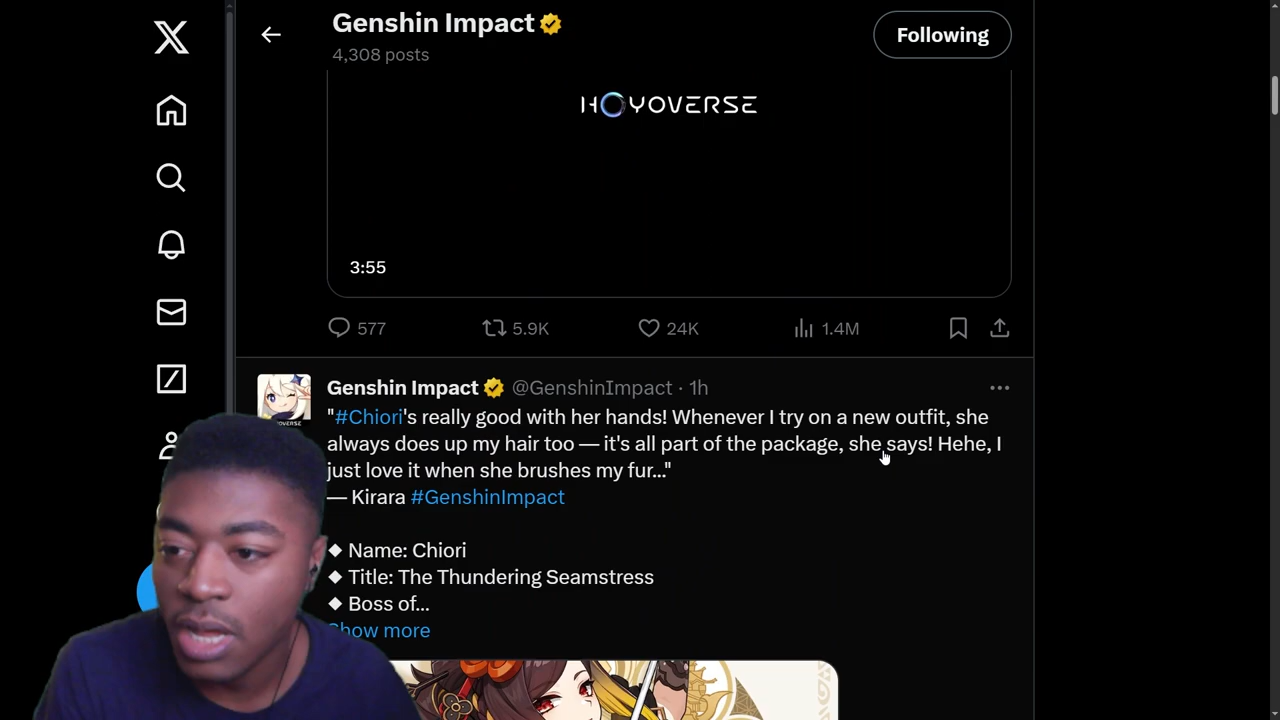 Genshin Impact
4,308 posts
Following
HOYOVERSE
3:55
577
5.9K
24K
1.4M
Genshin Impact @GenshinImpact · 1h
"#Chiori's really good with her hands! Whenever I try on a new outfit, she
always does up my hair too — it's all part of the package, she says! Hehe, I
just love it when she brushes my fur..."
— Kirara #GenshinImpact
◆ Name: Chiori
◆ Title: The Thundering Seamstress
◆ Boss of...
Show more